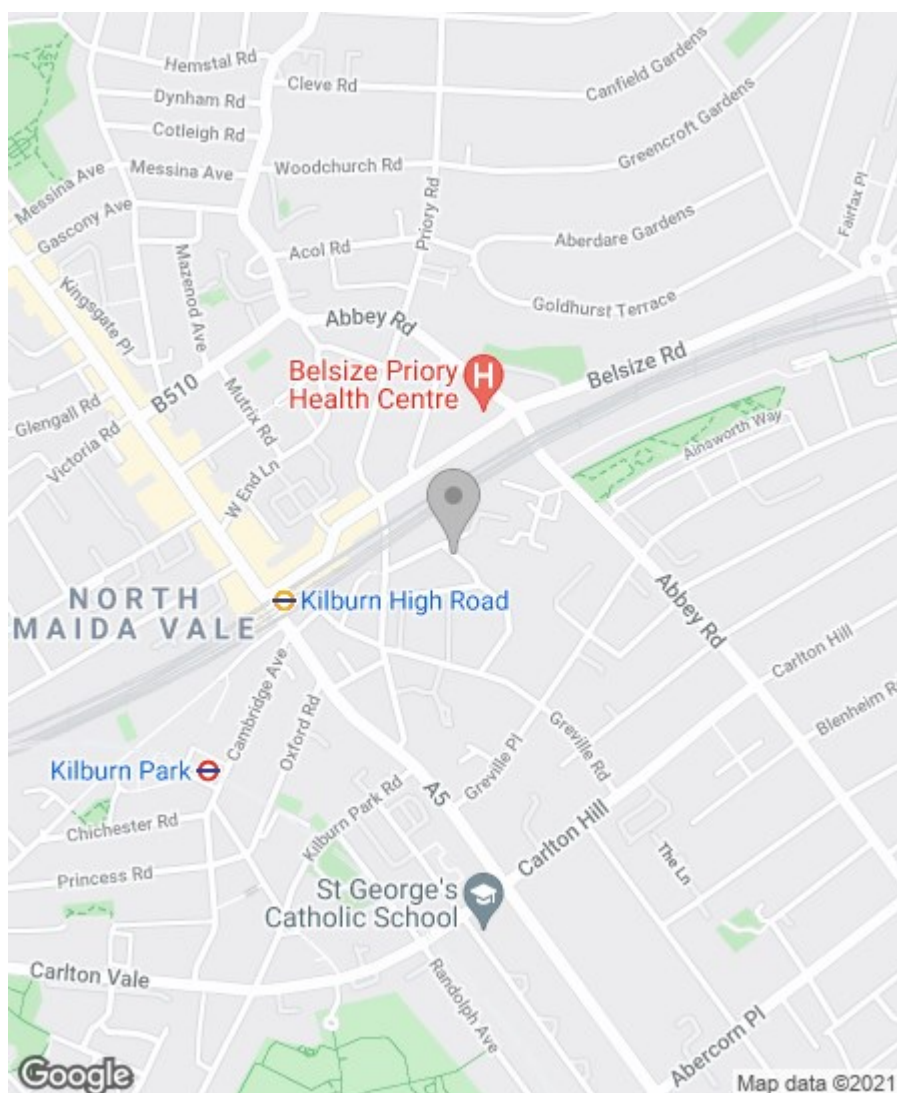 Hemstal Rd
Cleve Rd
Canfield Gardens
Dynham Rd
Cotleigh Rd
Greencroft Gardens
Messina Ave
Messina Ave
Woodchurch Rd
Gascony Ave
Priory Rd
Fairfax Pl
Mazenod Ave
Acol Rd
Aberdare Gardens
Kingsgate Pl
Goldhurst Terrace
Abbey Rd
Belsize Rd
Belsize Priory
Health Centre
H
B510
Glengall Rd
Mutrix Rd
Victoria Rd
Ainsworth Way
W End Ln
NORTH
MAIDA VALE
Kilburn High Road
Abbey Rd
Carlton Hill
Blenheim R
Cambridge Ave
Oxford Rd
Greville Rd
Greville Pl
Kilburn Park
Kilburn Park Rd
A5
Chichester Rd
Carlton Hill
The Ln
Princess Rd
St George's
Catholic School
Carlton Vale
Randolph Ave
Abercorn Pl
Google
Map data ©2021